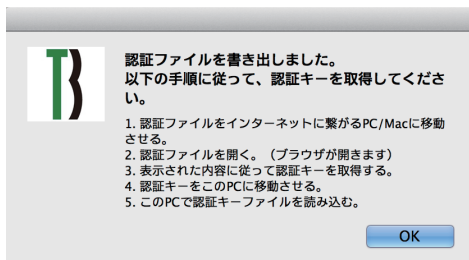 認証ファイルを書き出しました。
以下の手順に従って、認証キーを取得してくださ
い。
1. 認証ファイルをインターネットに繋がるPC/Macに移動
させる。
2. 認証ファイルを開く。（ブラウザが開きます）
3. 表示された内容に従って認証キーを取得する。
4. 認証キーをこのPCに移動させる。
5. このPCで認証キーファイルを読み込む。
OK